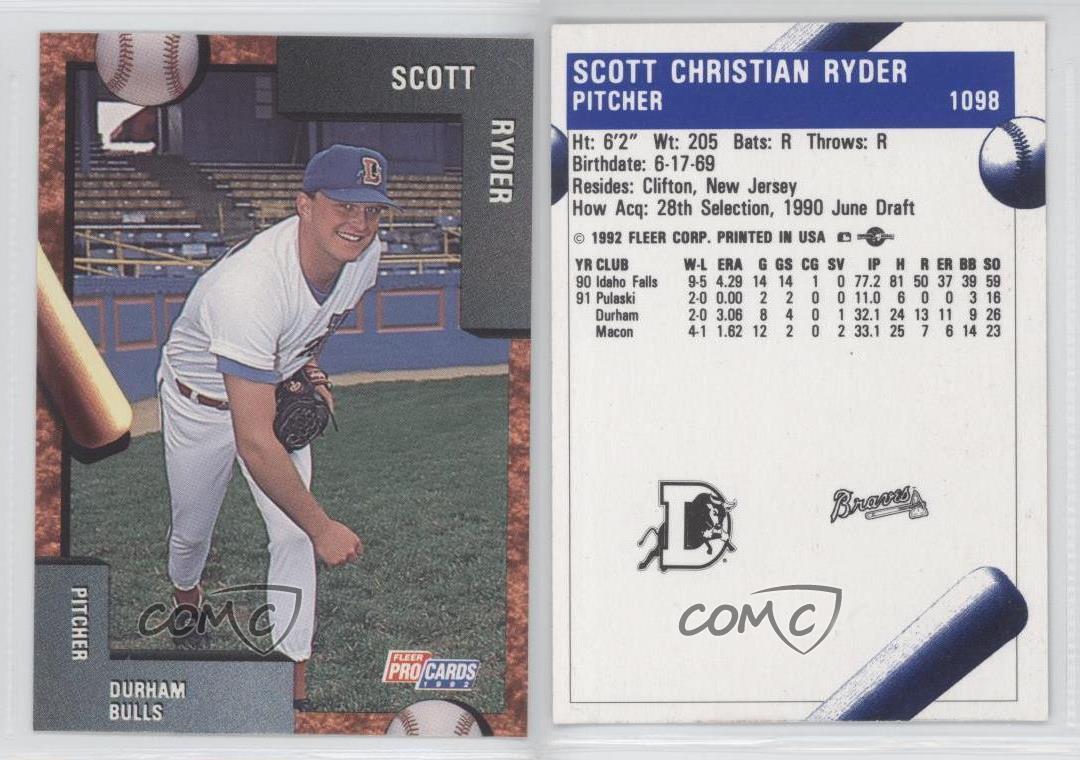 SCOTT
RYDER
D
PITCHER
DURHAM
BULLS
FLEER
PRO CARDS
1992
COMC
SCOTT CHRISTIAN RYDER
PITCHER 1098
Ht: 6'2" Wt: 205 Bats: R Throws: R
Birthdate: 6-17-69
Resides: Clifton, New Jersey
How Acq: 28th Selection, 1990 June Draft
© 1992 FLEER CORP. PRINTED IN USA
YR CLUB W-L ERA G GS CG SV IP H R ER BB SO
90 Idaho Falls 9-5 4.29 14 14 1 0 77.2 81 50 37 39 59
91 Pulaski 2-0 0.00 2 2 0 0 11.0 6 0 0 3 16
Durham 2-0 3.06 8 4 0 1 32.1 24 13 11 9 26
Macon 4-1 1.62 12 2 0 2 33.1 25 7 6 14 23
D
Braves
COMC